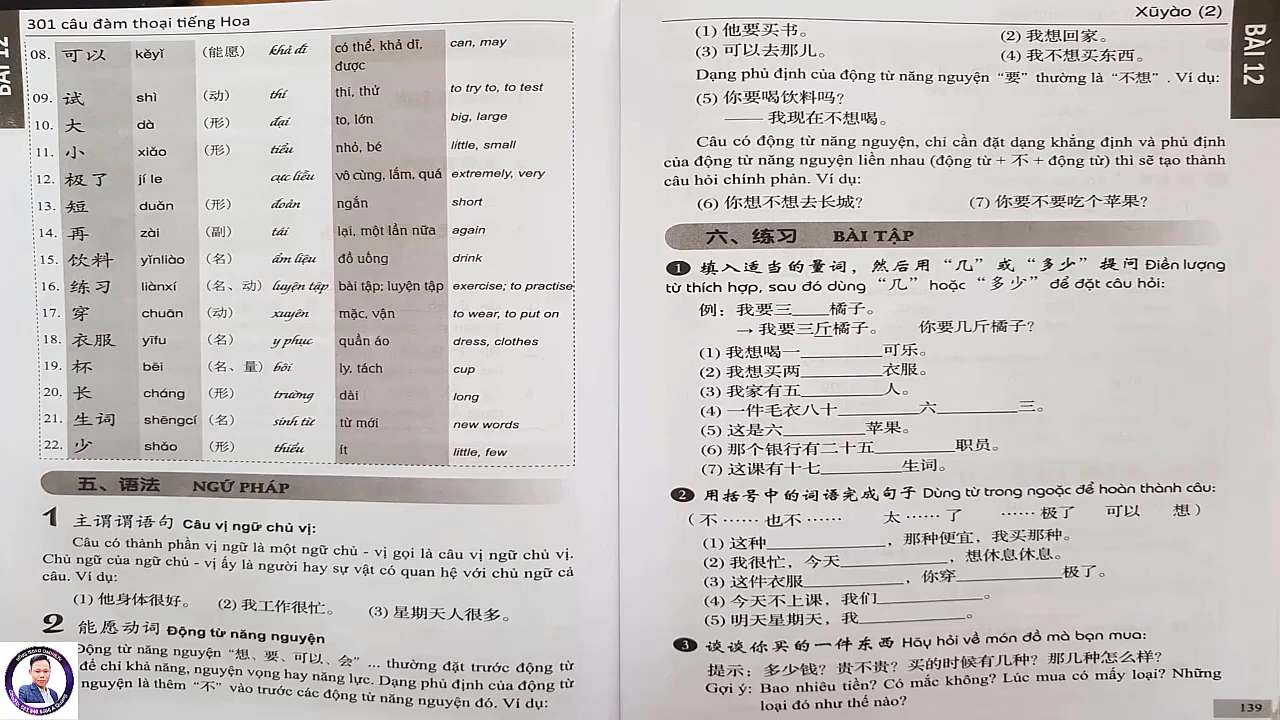 301 câu đàm thoại tiếng Hoa
BÀI 12
08. 可以 kěyǐ （能愿） khả dĩ có thể, khả dĩ, được can, may
09. 试 shì （动） thí thi, thử to try to, to test
10. 大 dà （形） đại to, lớn big, large
11. 小 xiǎo （形） tiểu nhỏ, bé little, small
12. 极了 jí le cực liễu vô cùng, lắm, quá extremely, very
13. 短 duǎn （形） đoản ngắn short
14. 再 zài （副） tái lại, một lần nữa again
15. 饮料 yǐnliào （名） ẩm liệu đồ uống drink
16. 练习 liànxí （名、动） luyện tập bài tập; luyện tập exercise; to practise
17. 穿 chuān （动） xuyên mặc, vận to wear, to put on
18. 衣服 yīfu （名） y phục quần áo dress, clothes
19. 杯 bēi （名、量） bôi ly, tách cup
20. 长 cháng （形） trường dài long
21. 生词 shēngcí （名） sinh từ từ mới new words
22. 少 shǎo （形） thiểu ít little, few
五、语法 NGỮ PHÁP
1 主谓谓语句 Câu vị ngữ chủ vị:
Câu có thành phần vị ngữ là một ngữ chủ - vị gọi là câu vị ngữ chủ vị.
Chủ ngữ của ngữ chủ - vị ấy là người hay sự vật có quan hệ với chủ ngữ cả
câu. Ví dụ:
(1) 他身体很好。 (2) 我工作很忙。 (3) 星期天人很多。
2 能愿动词 Động từ năng nguyện
Động từ năng nguyện “想、要、可以、会” ... thường đặt trước động từ
để chỉ khả năng, nguyện vọng hay năng lực. Dạng phủ định của động từ
nguyện là thêm “不” vào trước các động từ năng nguyện đó. Ví dụ:
Xūyào (2)
BÀI 12
(1) 他要买书。 (2) 我想回家。
(3) 可以去那儿。 (4) 我不想买东西。
Dạng phủ định của động từ năng nguyện “要” thường là “不想”. Ví dụ:
(5) 你要喝饮料吗？
—— 我现在不想喝。
Câu có động từ năng nguyện, chỉ cần đặt dạng khẳng định và phủ định
của động từ năng nguyện liền nhau (động từ + 不 + động từ) thì sẽ tạo thành
câu hỏi chính phản. Ví dụ:
(6) 你想不想去长城？ (7) 你要不要吃个苹果？
六、练习 BÀI TẬP
1 填入适当的量词，然后用“几”或“多少”提问 Điền lượng
từ thích hợp, sau đó dùng “几” hoặc “多少” để đặt câu hỏi:
例：我要三____橘子。
→ 我要三斤橘子。 你要几斤橘子？
(1) 我想喝一________可乐。
(2) 我想买两________衣服。
(3) 我家有五________人。
(4) 一件毛衣八十________六________三。
(5) 这是六________苹果。
(6) 那个银行有二十五________职员。
(7) 这课有十七________生词。
2 用括号中的词语完成句子 Dùng từ trong ngoặc để hoàn thành câu:
（不……也不…… 太……了 ……极了 可以 想）
(1) 这种____________，那种便宜，我买那种。
(2) 我很忙，今天___________，想休息休息。
(3) 这件衣服__________，你穿__________极了。
(4) 今天不上课，我们__________。
(5) 明天星期天，我__________。
3 谈谈你买的一件东西 Hãy hỏi về món đồ mà bạn mua:
提示：多少钱？贵不贵？买的时候有几种？那几种怎么样？
Gợi ý: Bao nhiêu tiền? Có mắc không? Lúc mua có mấy loại? Những
loại đó như thế nào?
139